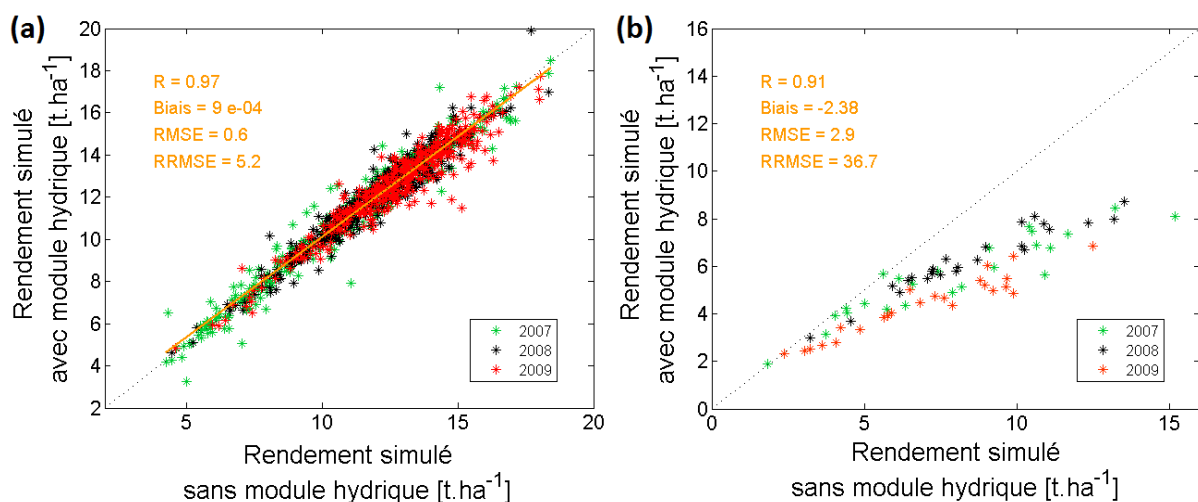 (a)
20
18
16
14
12
10
8
6
4
2
5
10
15
20
Rendement simulé
avec module hydrique [t.ha-1]
R = 0.97
Biais = 9 e-04
RMSE = 0.6
RRMSE = 5.2
2007
2008
2009
Rendement simulé
sans module hydrique [t.ha-1]
(b)
16
14
12
10
8
6
4
2
0
0
5
10
15
Rendement simulé
avec module hydrique [t.ha-1]
R = 0.91
Biais = -2.38
RMSE = 2.9
RRMSE = 36.7
2007
2008
2009
Rendement simulé
sans module hydrique [t.ha-1]